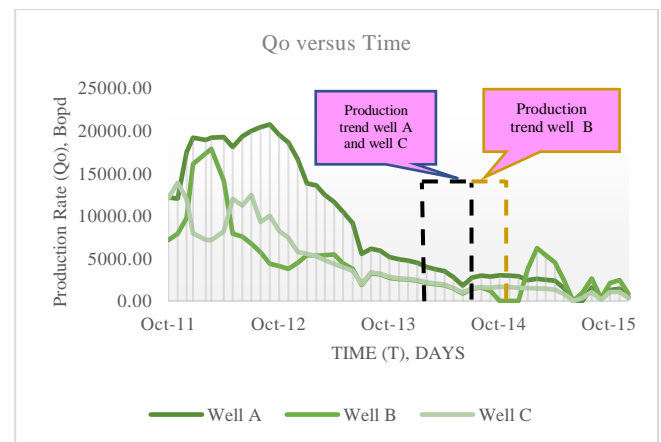 Qo versus Time
Production Rate (Qo), Bopd
25000.00
20000.00
15000.00
10000.00
5000.00
0.00
Production
trend well A
and well C
Production
trend well B
Oct-11
Oct-12
Oct-13
Oct-14
Oct-15
TIME (T), DAYS
Well A
Well B
Well C